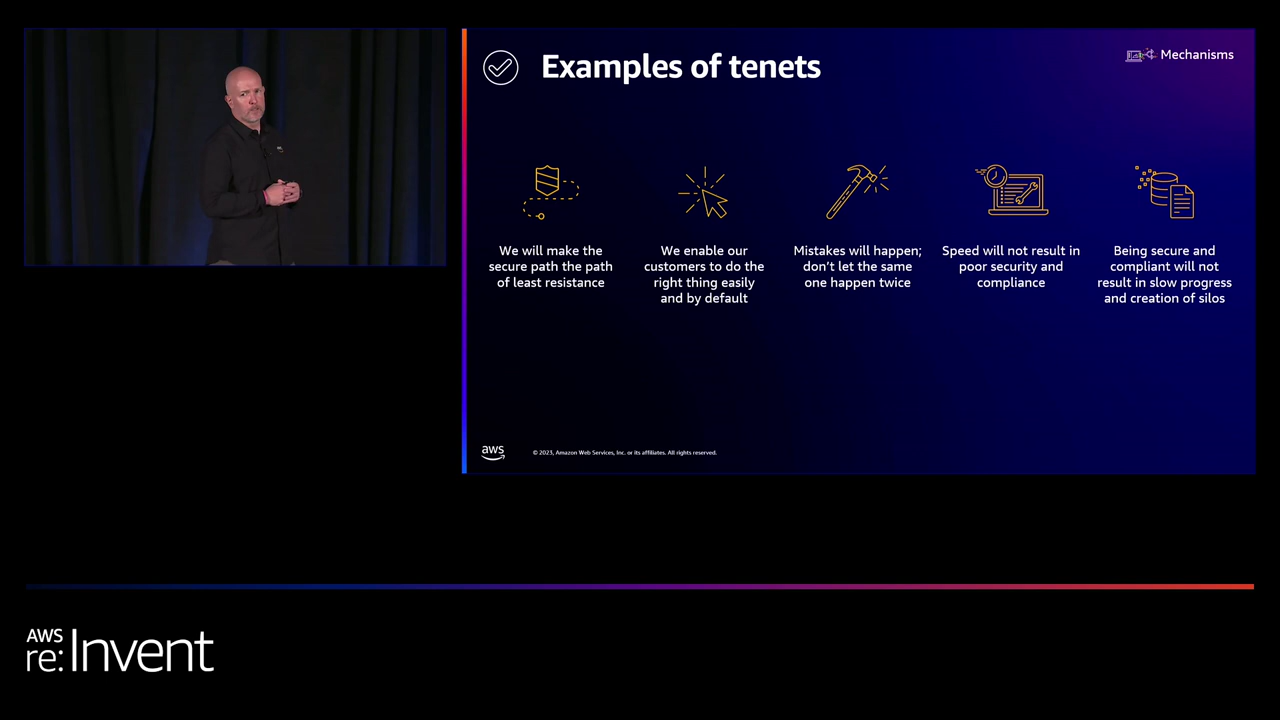 Examples of tenets
Mechanisms
We will make the
secure path the path
of least resistance
We enable our
customers to do the
right thing easily
and by default
Mistakes will happen;
don't let the same
one happen twice
Speed will not result in
poor security and
compliance
Being secure and
compliant will not
result in slow progress
and creation of silos
aws
© 2023, Amazon Web Services, Inc. or its affiliates. All rights reserved.
AWS
re:Invent